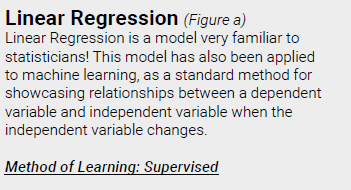 Linear Regression (Figure a)
Linear Regression is a model very familiar to
statisticians! This model has also been applied
to machine learning, as a standard method for
showcasing relationships between a dependent
variable and independent variable when the
independent variable changes.
Method of Learning: Supervised